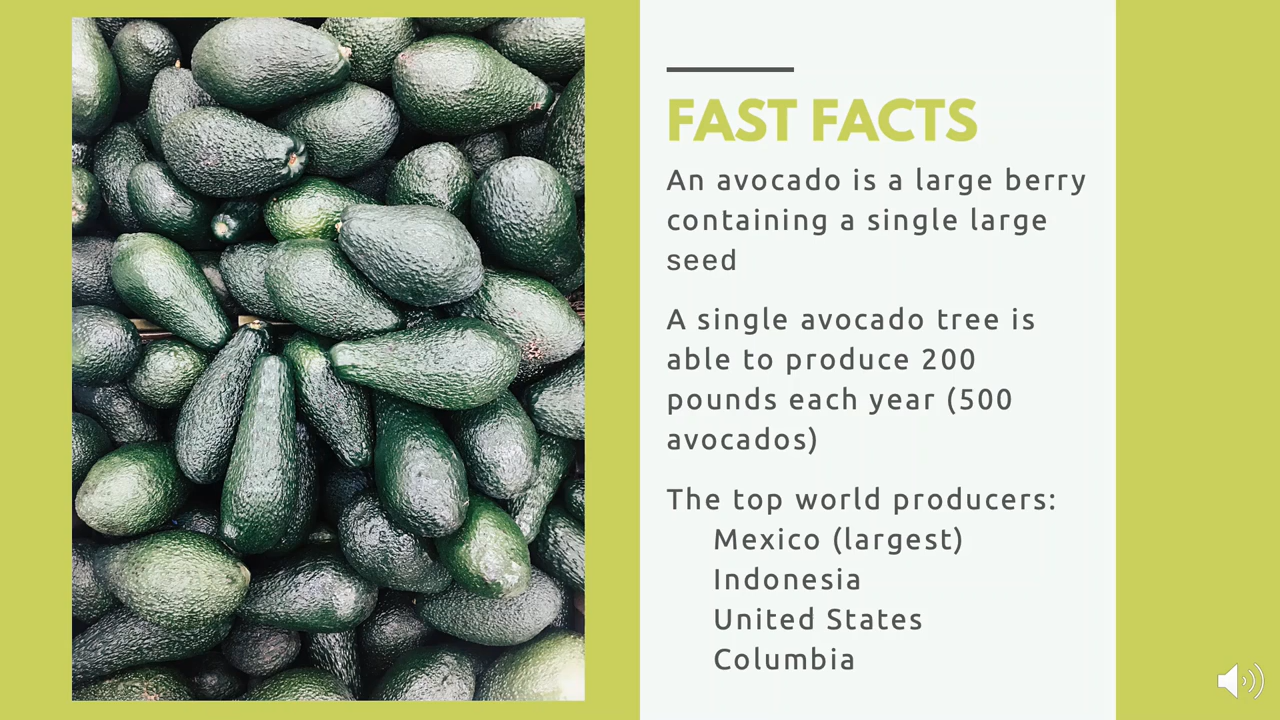 FAST FACTS
An avocado is a large berry
containing a single large
seed
A single avocado tree is
able to produce 200
pounds each year (500
avocados)
The top world producers:
Mexico (largest)
Indonesia
United States
Columbia